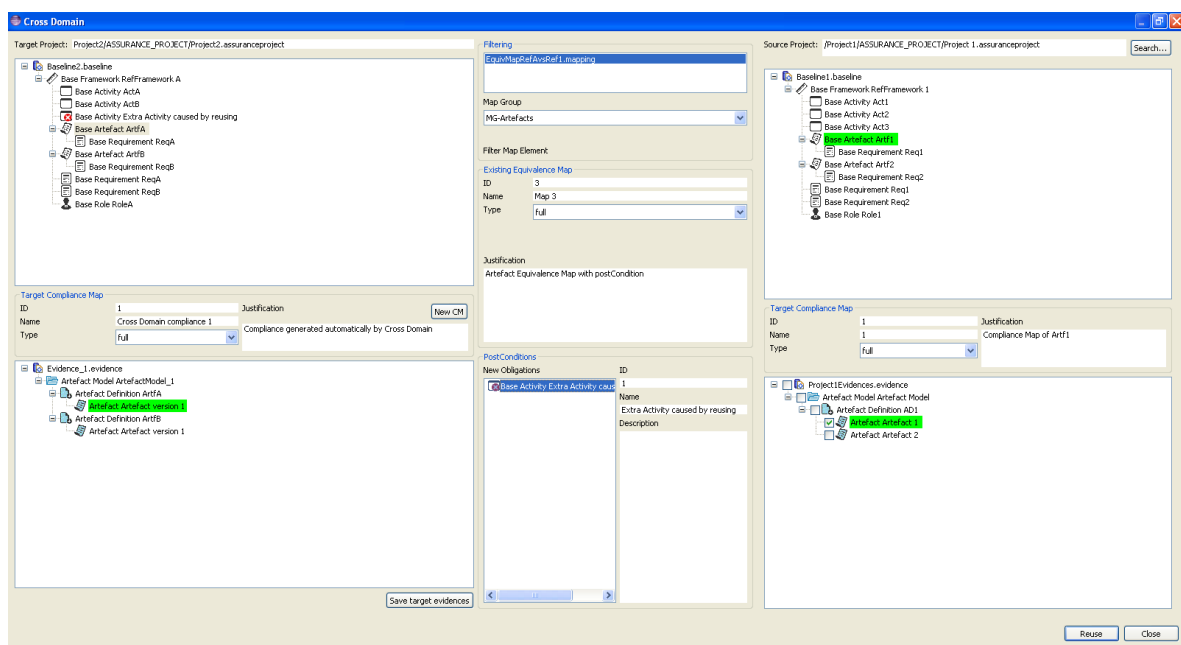 Cross Domain
Target Project: Project2/ASSURANCE_PROJECT/Project2.assuranceproject
Baseline2.baseline
Base Framework RefFramework A
Base Activity ActA
Base Activity ActB
Base Activity Extra Activity caused by reusing
Base Artefact ArtfA
Base Requirement ReqA
Base Artefact ArtfB
Base Requirement ReqB
Base Requirement ReqA
Base Requirement ReqB
Base Role RoleA
Target Compliance Map
ID 1 Justification New CM
Name Cross Domain compliance 1 Compliance generated automatically by Cross Domain
Type full
Evidence_1.evidence
Artefact Model ArtefactModel_1
Artefact Definition ArtfA
Artefact Artefact version 1
Artefact Definition ArtfB
Artefact Artefact version 1
Save target evidences
Filtering
EquivMapRefAvsRef1.mapping
Map Group
MG-Artefacts
Filter Map Element
Existing Equivalence Map
ID 3
Name Map 3
Type full
Justification
Artefact Equivalence Map with postCondition
PostConditions
New Obligations ID
Base Activity Extra Activity caus 1
Name
Extra Activity caused by reusing
Description
Source Project: /Project1/ASSURANCE_PROJECT/Project 1.assuranceproject Search...
Baseline1.baseline
Base Framework RefFramework 1
Base Activity Act1
Base Activity Act2
Base Activity Act3
Base Artefact Artf1
Base Requirement Req1
Base Artefact Artf2
Base Requirement Req2
Base Requirement Req1
Base Requirement Req2
Base Role Role1
Target Compliance Map
ID 1 Justification
Name 1 Compliance Map of Artf1
Type full
Project1Evidences.evidence
Artefact Model Artefact Model
Artefact Definition AD1
Artefact Artefact 1
Artefact Artefact 2
Reuse Close